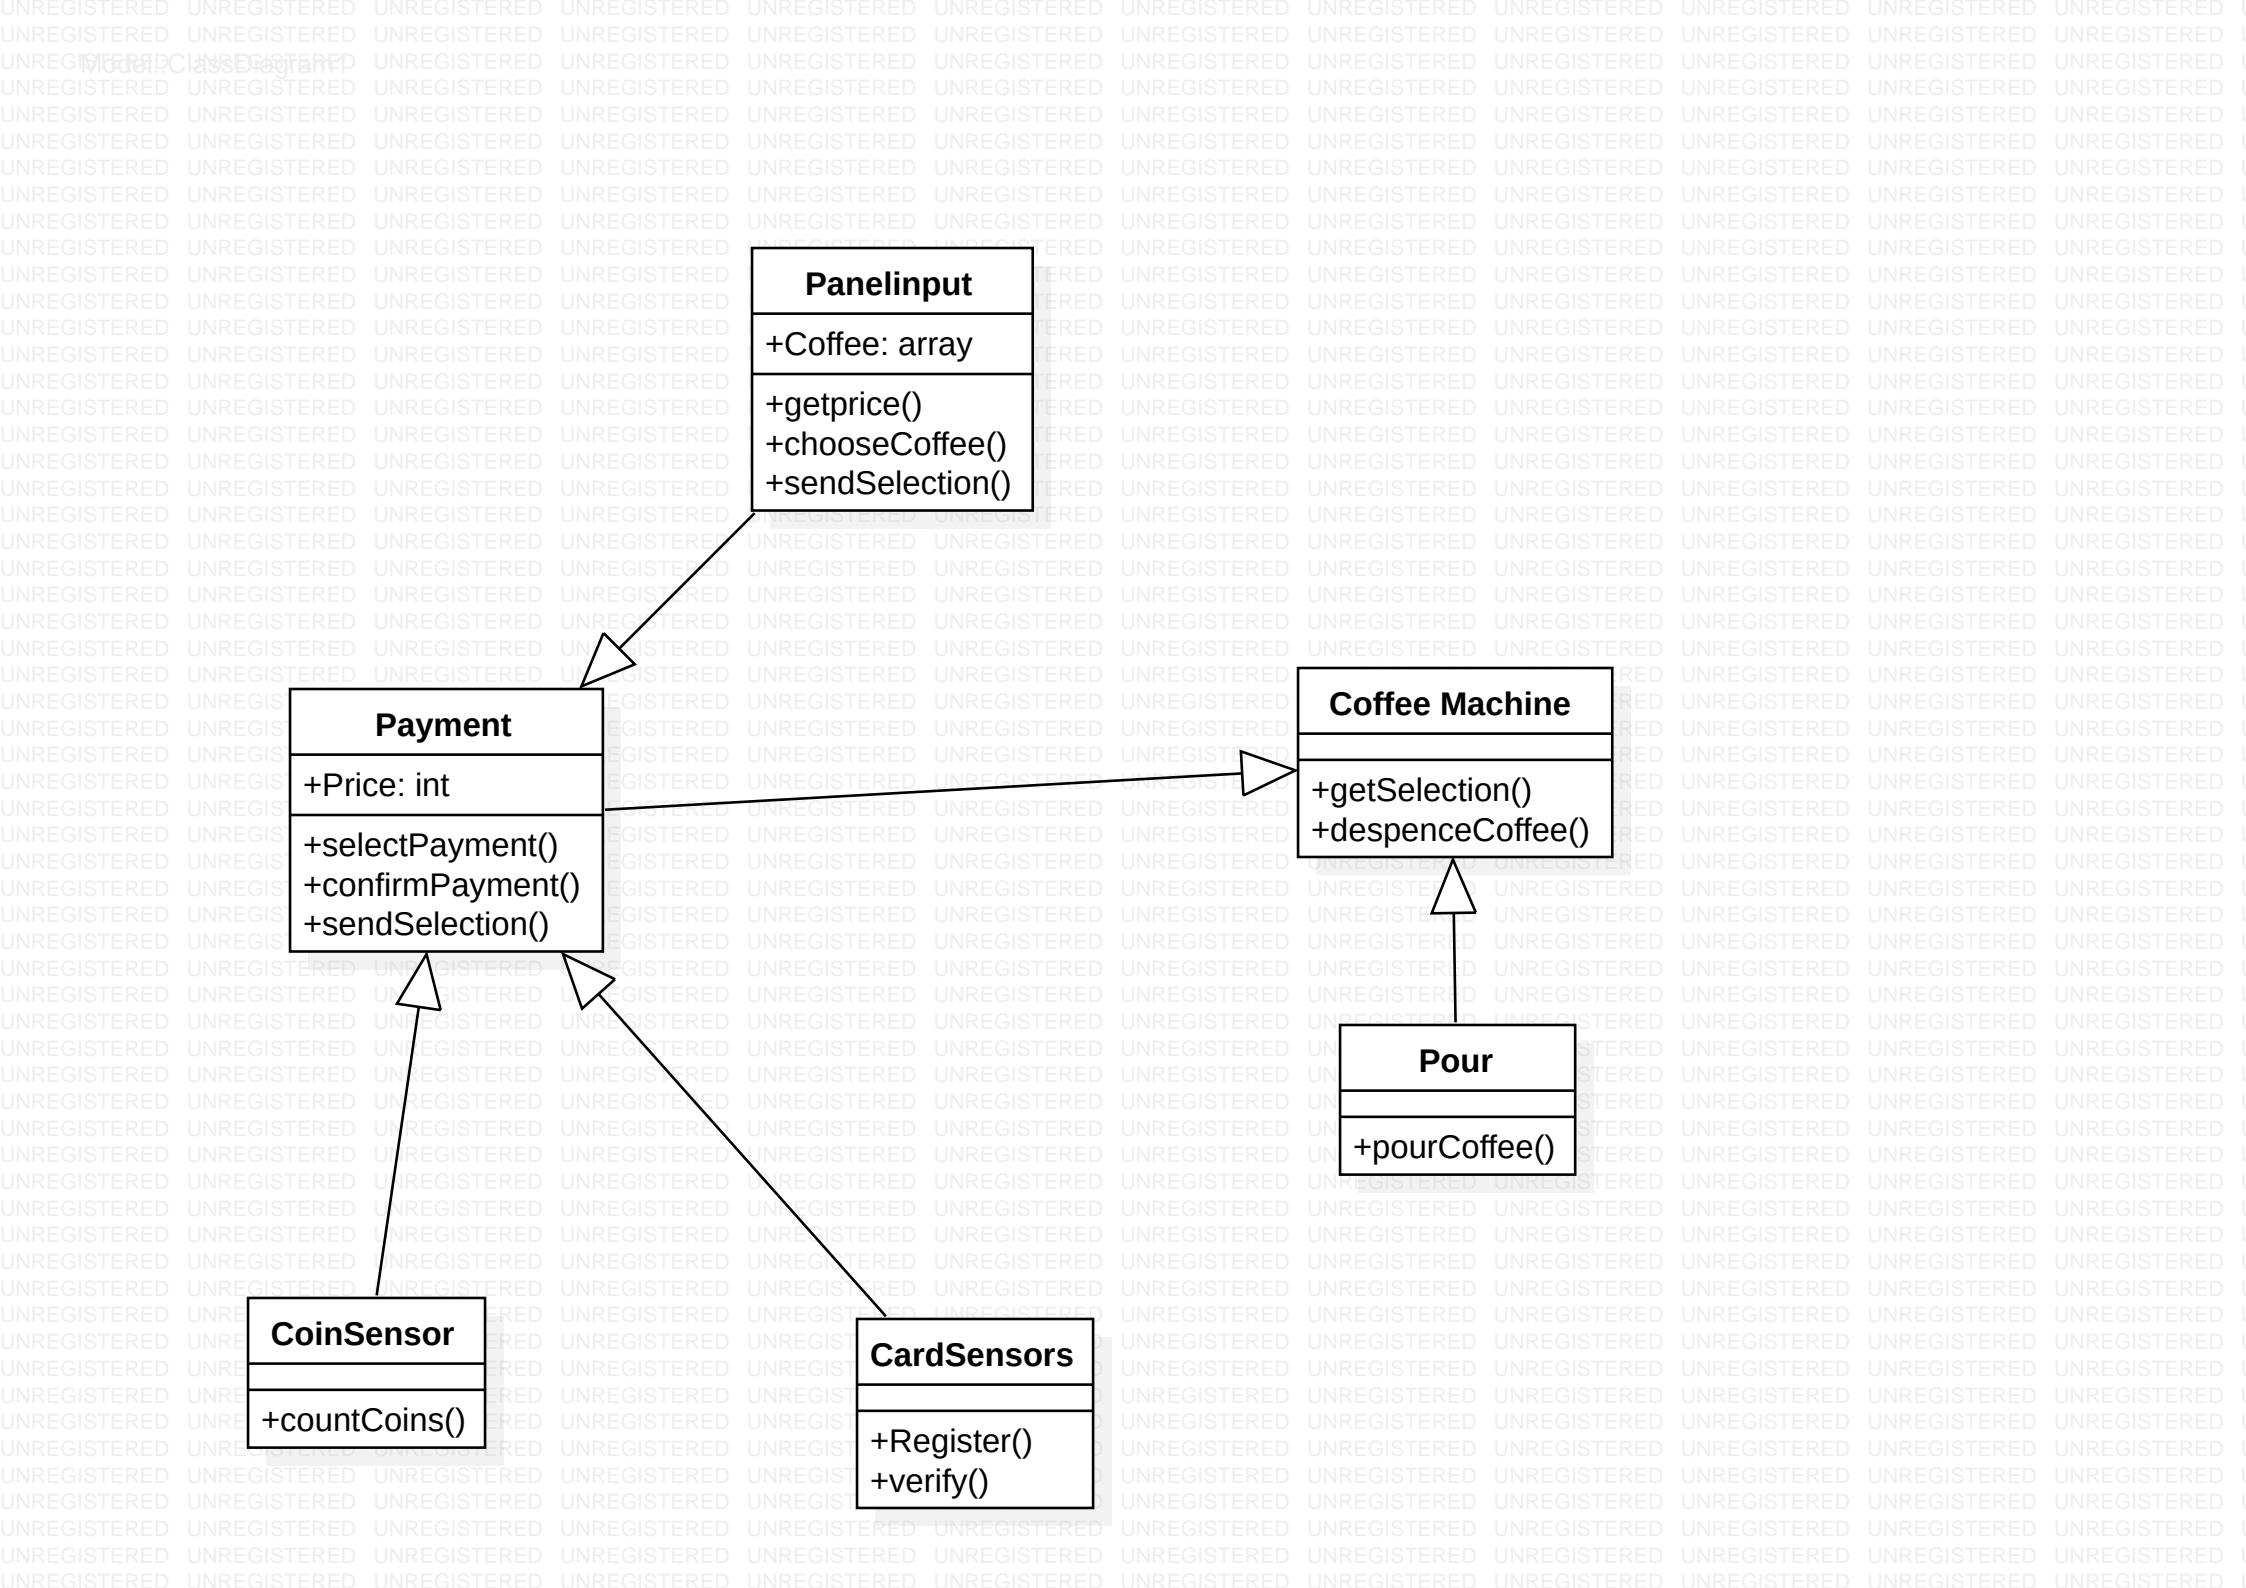 Model::ClassDiagram1
Panelinput
+Coffee: array
+getprice()
+chooseCoffee()
+sendSelection()
Payment
+Price: int
+selectPayment()
+confirmPayment()
+sendSelection()
Coffee Machine
+getSelection()
+despenceCoffee()
Pour
+pourCoffee()
CoinSensor
+countCoins()
CardSensors
+Register()
+verify()
UNREGISTERED